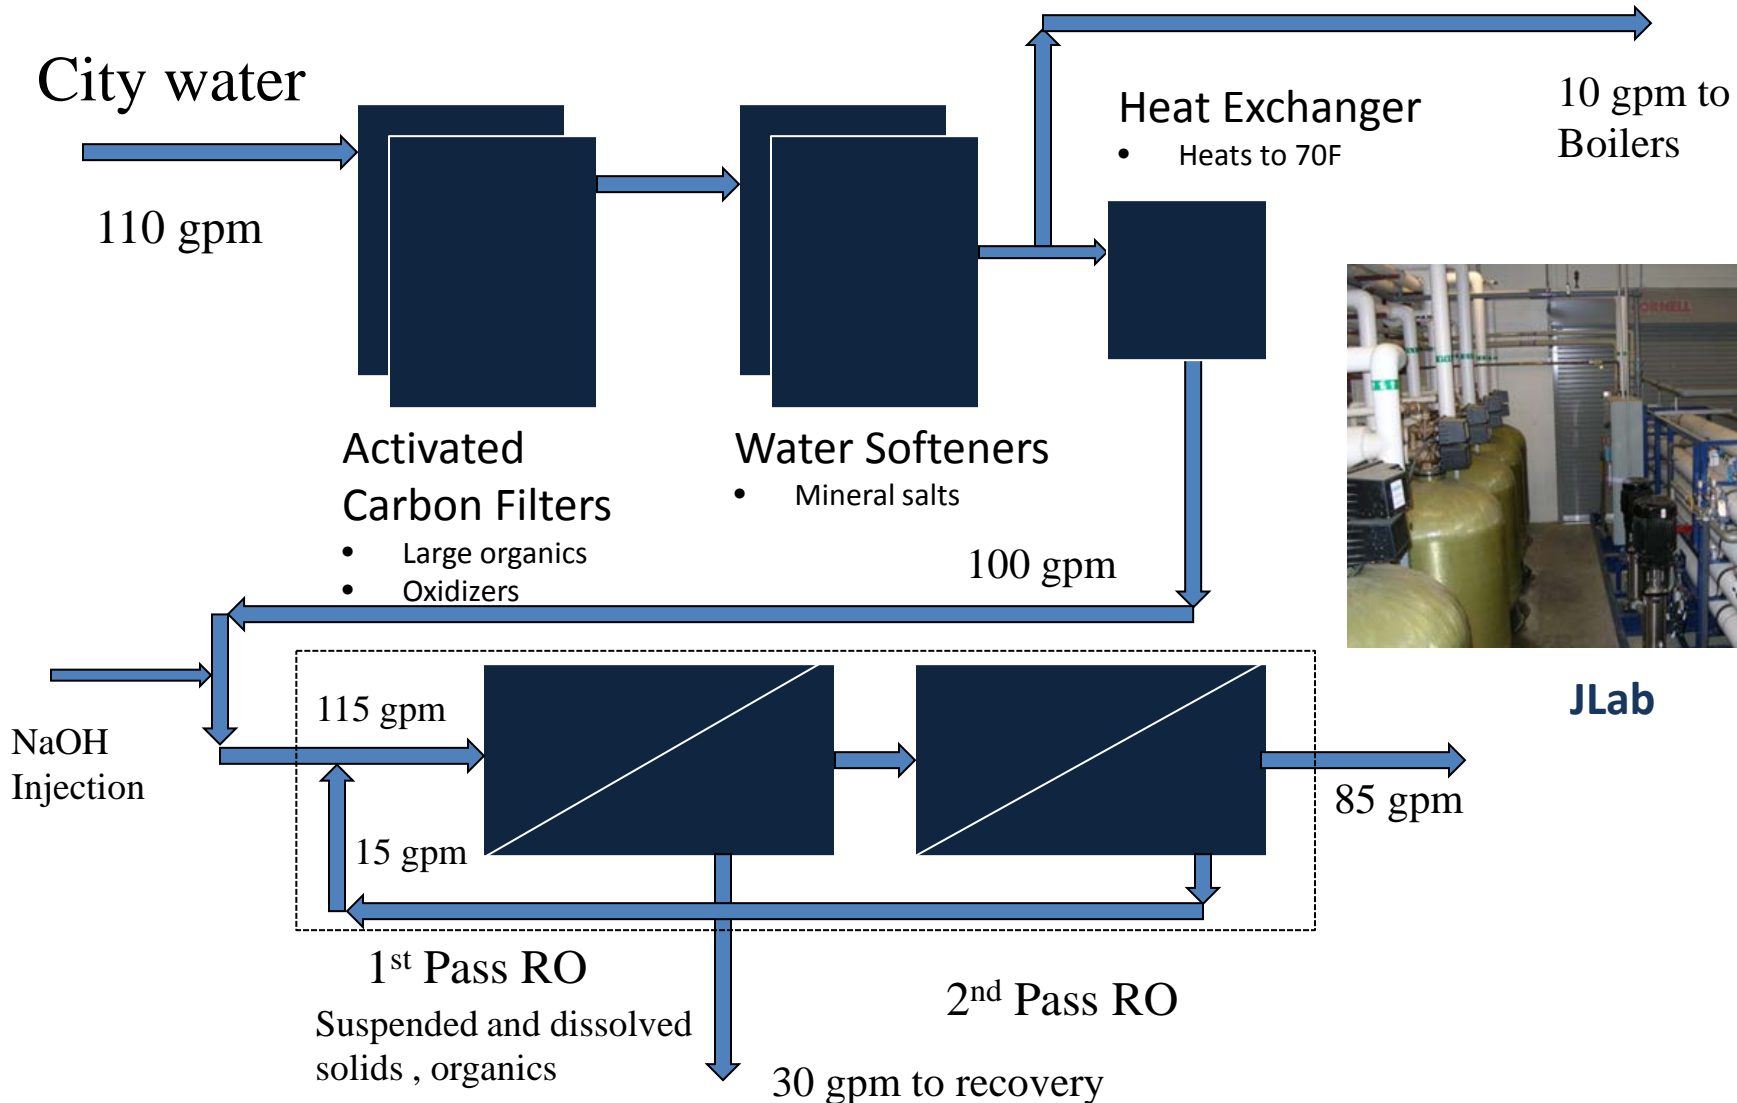 City water
110 gpm
10 gpm to
Boilers
Heat Exchanger
• Heats to 70F
Activated
Carbon Filters
• Large organics
• Oxidizers
Water Softeners
• Mineral salts
100 gpm
ORNELL
JLab
NaOH
Injection
115 gpm
15 gpm
85 gpm
1st Pass RO
Suspended and dissolved
solids , organics
2nd Pass RO
30 gpm to recovery